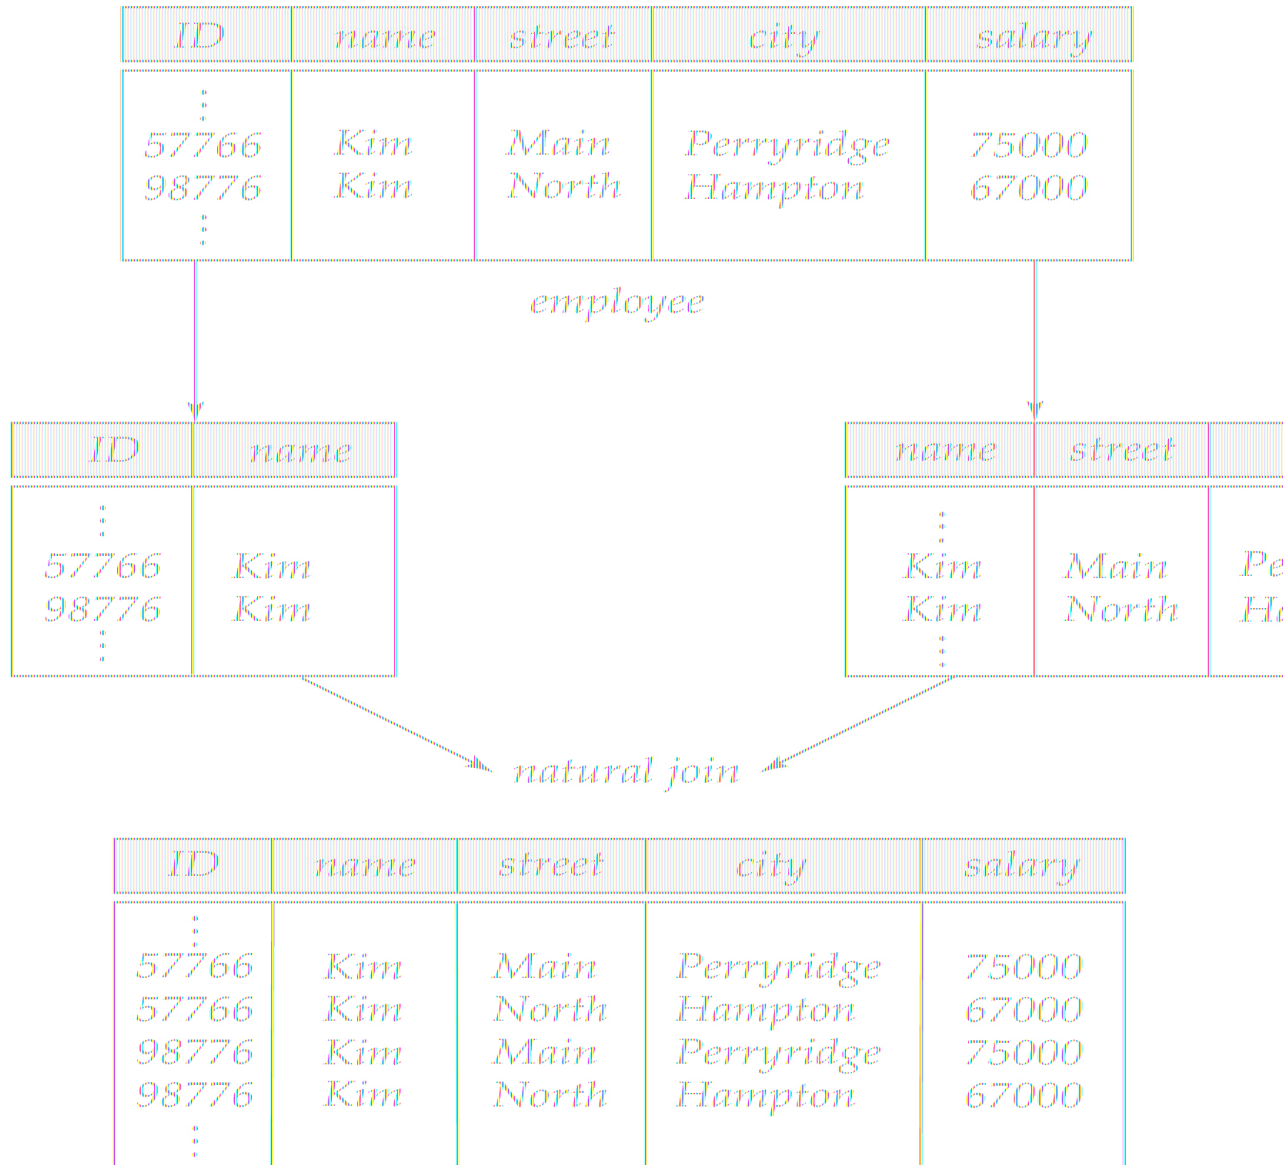 ID name street city salary
57766 Kim Main Perryridge 75000
98776 Kim North Hampton 67000
employee
ID name
57766 Kim
98776 Kim
name street
Kim Main Pe
Kim North Ha
natural join
ID name street city salary
57766 Kim Main Perryridge 75000
57766 Kim North Hampton 67000
98776 Kim Main Perryridge 75000
98776 Kim North Hampton 67000